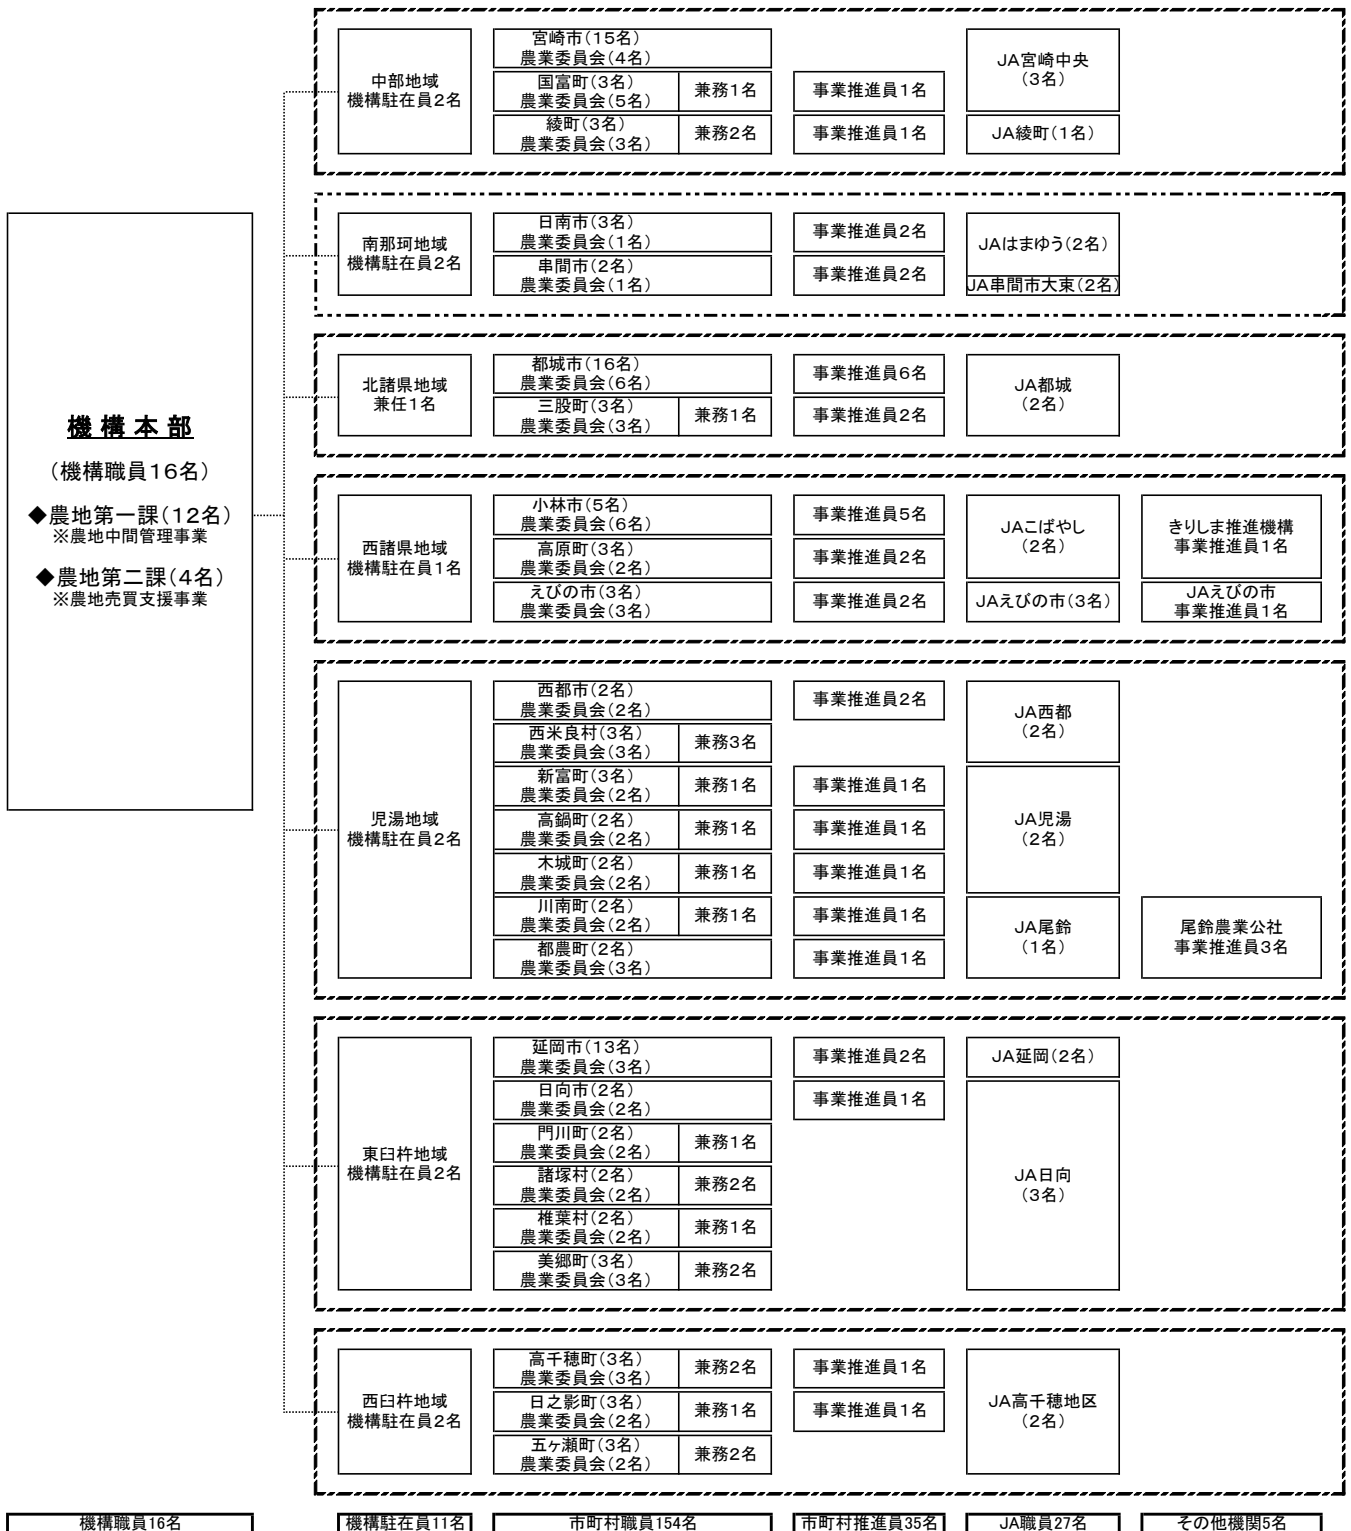 機構本部
(機構職員16名)
◆農地第一課(12名)
※農地中間管理事業
◆農地第二課(4名)
※農地売買支援事業
中部地域
機構駐在員2名
宮崎市(15名)
農業委員会(4名)
国富町(3名)
農業委員会(5名)
兼務1名
事業推進員1名
綾町(3名)
農業委員会(3名)
兼務2名
事業推進員1名
JA宮崎中央
(3名)
JA綾町(1名)
南那珂地域
機構駐在員2名
日南市(3名)
農業委員会(1名)
事業推進員2名
串間市(2名)
農業委員会(1名)
事業推進員2名
JAはまゆう(2名)
JA串間市大束(2名)
北諸県地域
兼任1名
都城市(16名)
農業委員会(6名)
事業推進員6名
三股町(3名)
農業委員会(3名)
兼務1名
事業推進員2名
JA都城
(2名)
西諸県地域
機構駐在員1名
小林市(5名)
農業委員会(6名)
事業推進員5名
高原町(3名)
農業委員会(2名)
事業推進員2名
えびの市(3名)
農業委員会(3名)
事業推進員2名
JAこばやし
(2名)
JAえびの市(3名)
きりしま推進機構
事業推進員1名
JAえびの市
事業推進員1名
児湯地域
機構駐在員2名
西都市(2名)
農業委員会(2名)
事業推進員2名
西米良村(3名)
農業委員会(3名)
兼務3名
新富町(3名)
農業委員会(2名)
兼務1名
事業推進員1名
高鍋町(2名)
農業委員会(2名)
兼務1名
事業推進員1名
木城町(2名)
農業委員会(2名)
兼務1名
事業推進員1名
川南町(2名)
農業委員会(2名)
兼務1名
事業推進員1名
都農町(2名)
農業委員会(3名)
事業推進員1名
JA西都
(2名)
JA児湯
(2名)
JA尾鈴
(1名)
尾鈴農業公社
事業推進員3名
東臼杵地域
機構駐在員2名
延岡市(13名)
農業委員会(3名)
事業推進員2名
日向市(2名)
農業委員会(2名)
事業推進員1名
門川町(2名)
農業委員会(2名)
兼務1名
諸塚村(2名)
農業委員会(2名)
兼務2名
椎葉村(2名)
農業委員会(2名)
兼務1名
美郷町(3名)
農業委員会(3名)
兼務2名
JA延岡(2名)
JA日向
(3名)
西臼杵地域
機構駐在員2名
高千穂町(3名)
農業委員会(3名)
兼務2名
事業推進員1名
日之影町(3名)
農業委員会(2名)
兼務1名
事業推進員1名
五ヶ瀬町(3名)
農業委員会(2名)
兼務2名
JA高千穂地区
(2名)
機構職員16名
機構駐在員11名
市町村職員154名
市町村推進員35名
JA職員27名
その他機関5名